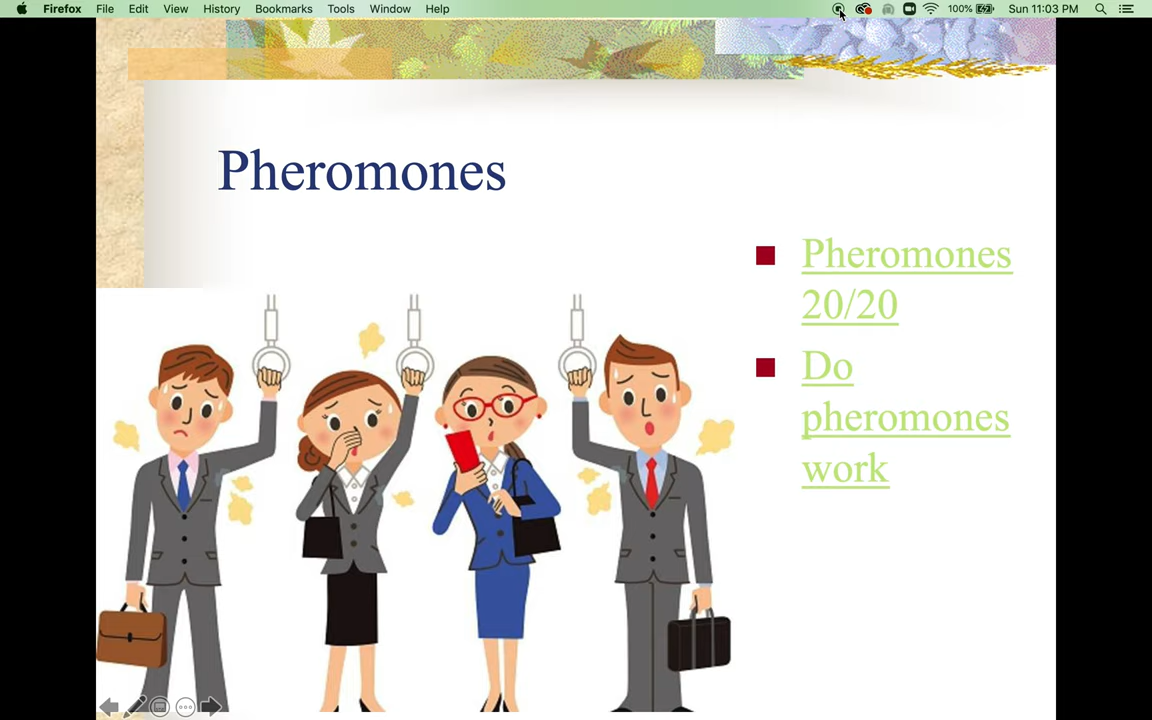 Firefox File Edit View History Bookmarks Tools Window Help 100% Sun 11:03 PM
Pheromones
Pheromones
20/20
Do
pheromones
work